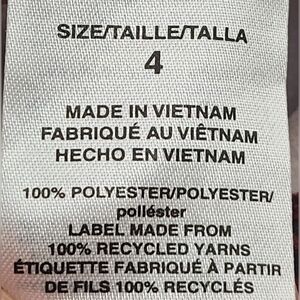 SIZE/TAILLE/TALLA
4
MADE IN VIETNAM
FABRIQUÉ AU VIÊTNAM
HECHO EN VIETNAM
100% POLYESTER/POLYESTER/
poliéster
LABEL MADE FROM
100% RECYCLED YARNS
ÉTIQUETTE FABRIQUÉ À PARTIR
DE FILS 100% RECYCLÉS